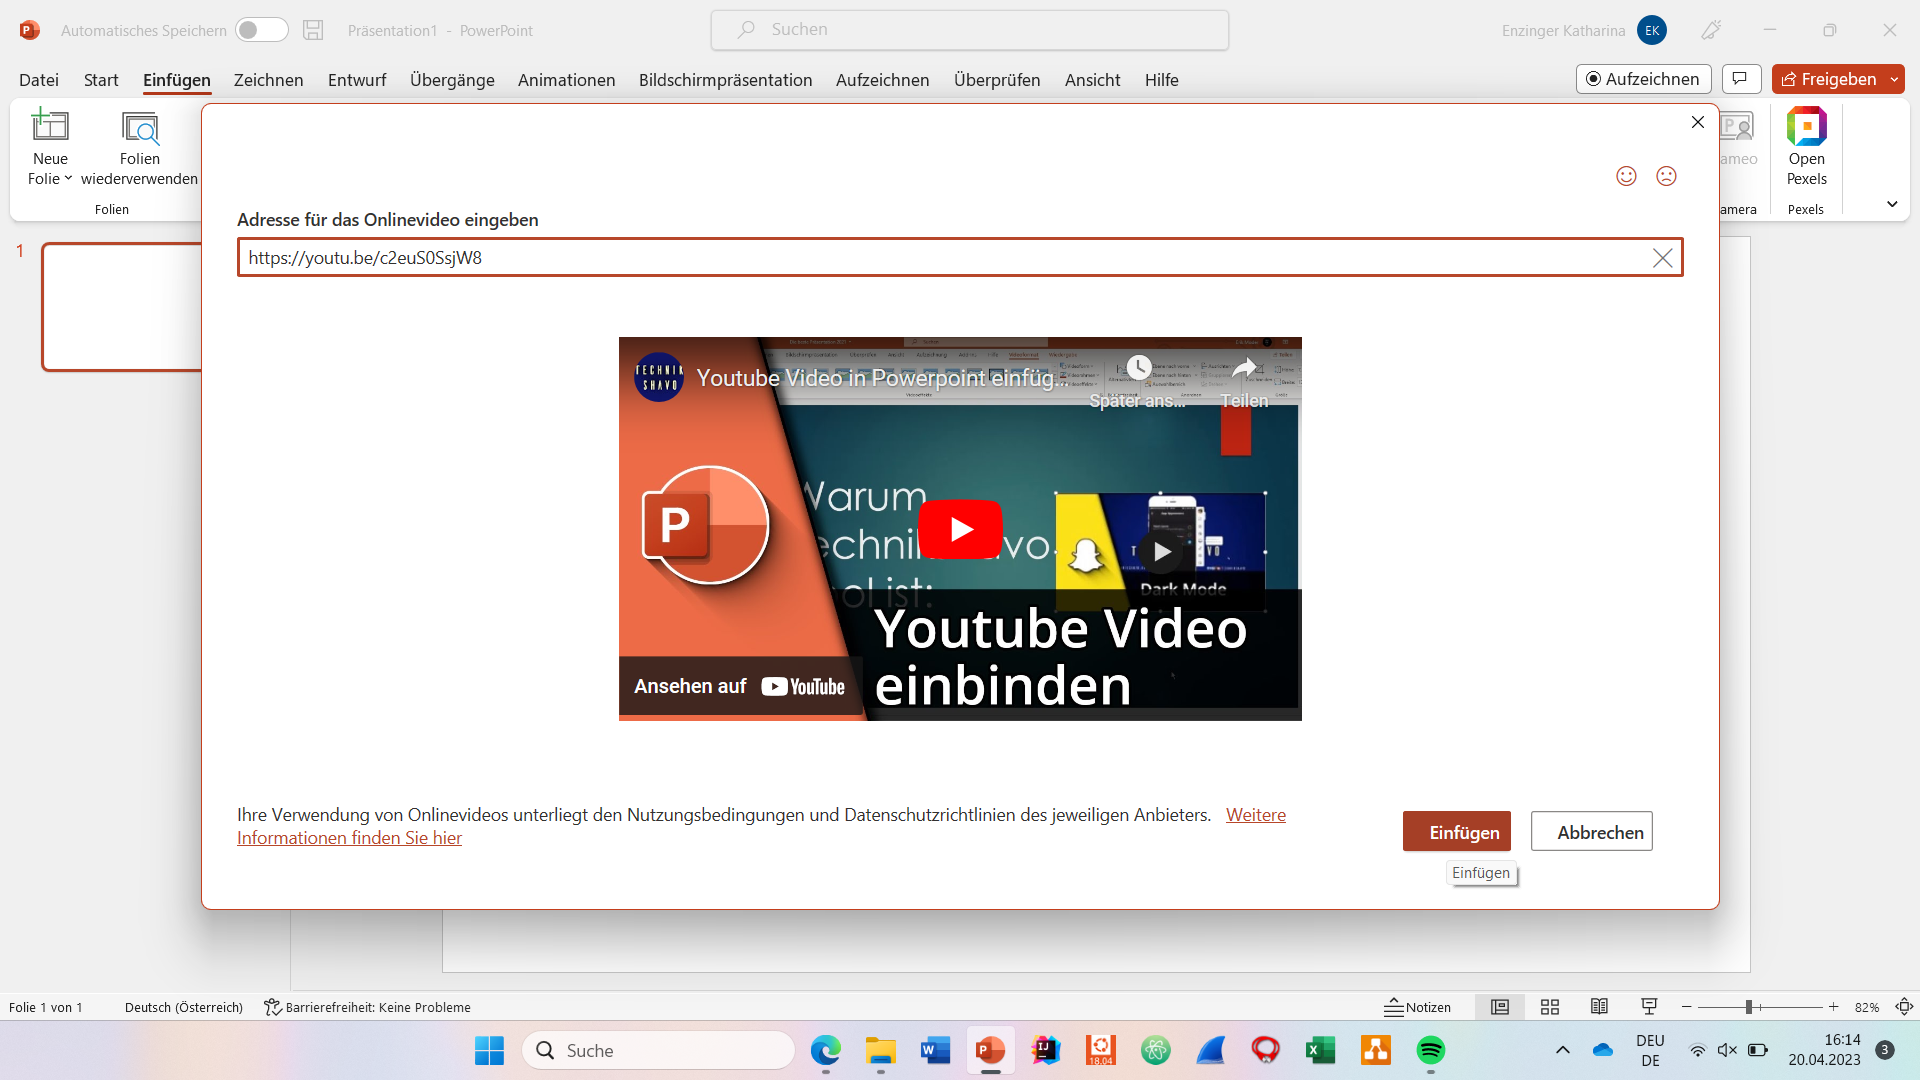 Automatisches Speichern
Präsentation1 - PowerPoint
Suchen
Enzinger Katharina
EK
Datei Start Einfügen Zeichnen Entwurf Übergänge Animationen Bildschirmpräsentation Aufzeichnen Überprüfen Ansicht Hilfe
Aufzeichnen
Freigeben
Neue
Folie
Folien
wiederverwenden
Folien
ameo
amera
Open
Pexels
Pexels
1
Adresse für das Onlinevideo eingeben
https://youtu.be/c2euS0SsjW8
TECHNIK
SHAVO
Youtube Video in Powerpoint einfüg...
Später ans...
Teilen
P
Warum
echni vo
ol ist:
Dark Mode
Youtube Video
einbinden
Ansehen auf YouTube
Ihre Verwendung von Onlinevideos unterliegt den Nutzungsbedingungen und Datenschutzrichtlinien des jeweiligen Anbieters. Weitere
Informationen finden Sie hier
Einfügen
Abbrechen
Einfügen
Folie 1 von 1
Deutsch (Österreich)
Barrierefreiheit: Keine Probleme
Notizen
82%
Suche
18.04
DEU
DE
16:14
20.04.2023
3